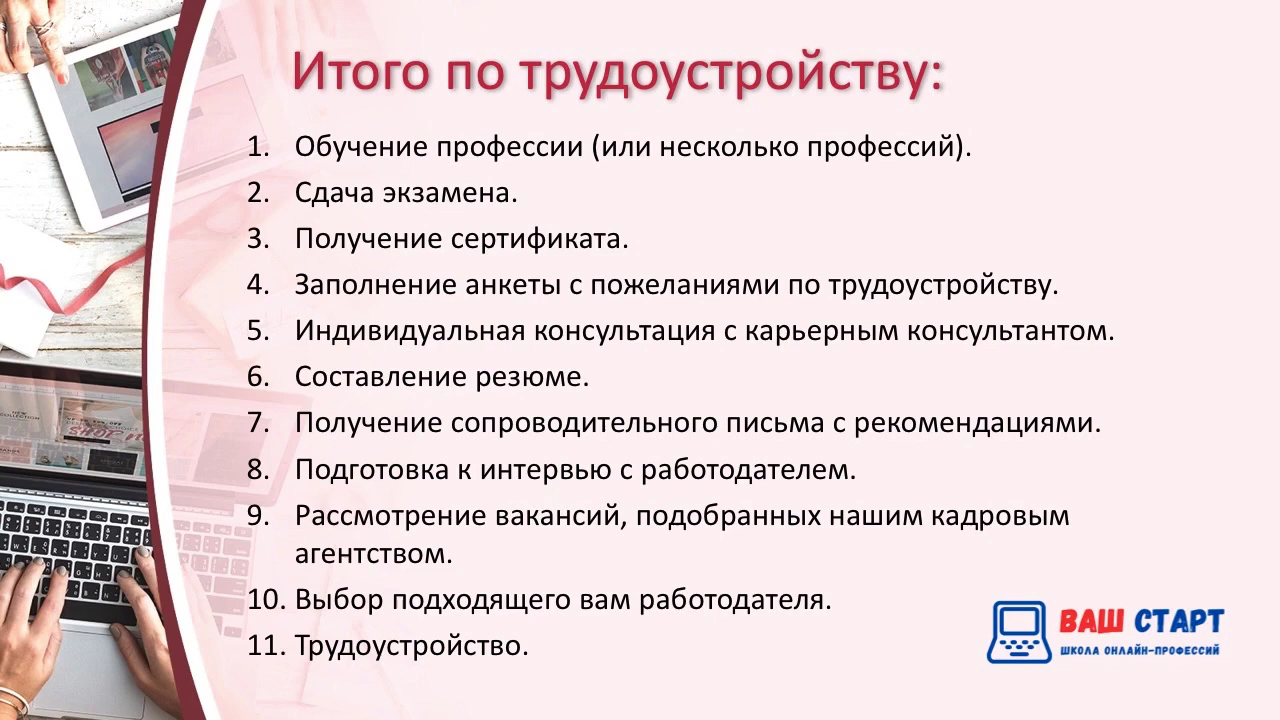 Итого по трудоустройству:
1. Обучение профессии (или несколько профессий).
2. Сдача экзамена.
3. Получение сертификата.
4. Заполнение анкеты с пожеланиями по трудоустройству.
5. Индивидуальная консультация с карьерным консультантом.
6. Составление резюме.
7. Получение сопроводительного письма с рекомендациями.
8. Подготовка к интервью с работодателем.
9. Рассмотрение вакансий, подобранных нашим кадровым
агентством.
10. Выбор подходящего вам работодателя.
11. Трудоустройство.
ВАШ СТАРТ
ШКОЛА ОНЛАЙН-ПРОФЕССИЙ